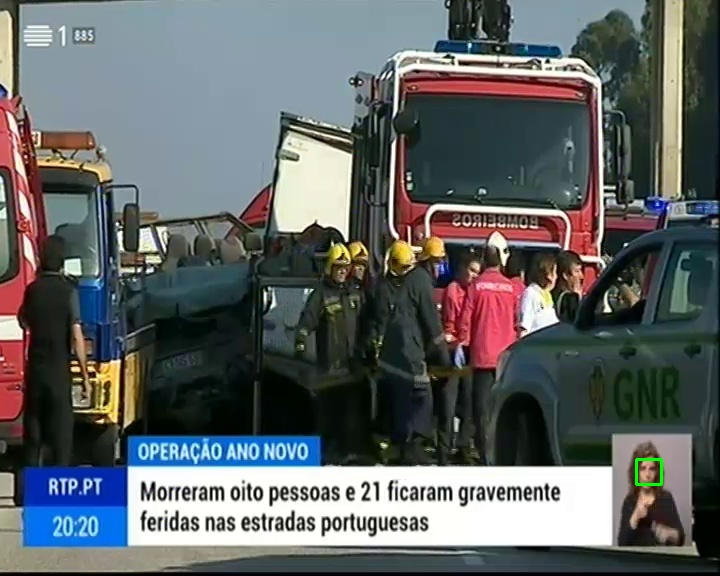 1 885
BOMBEIROS
BOMBEIROS
GNR
OPERAÇÃO ANO NOVO
RTP.PT
Morreram oito pessoas e 21 ficaram gravemente
20:20
feridas nas estradas portuguesas